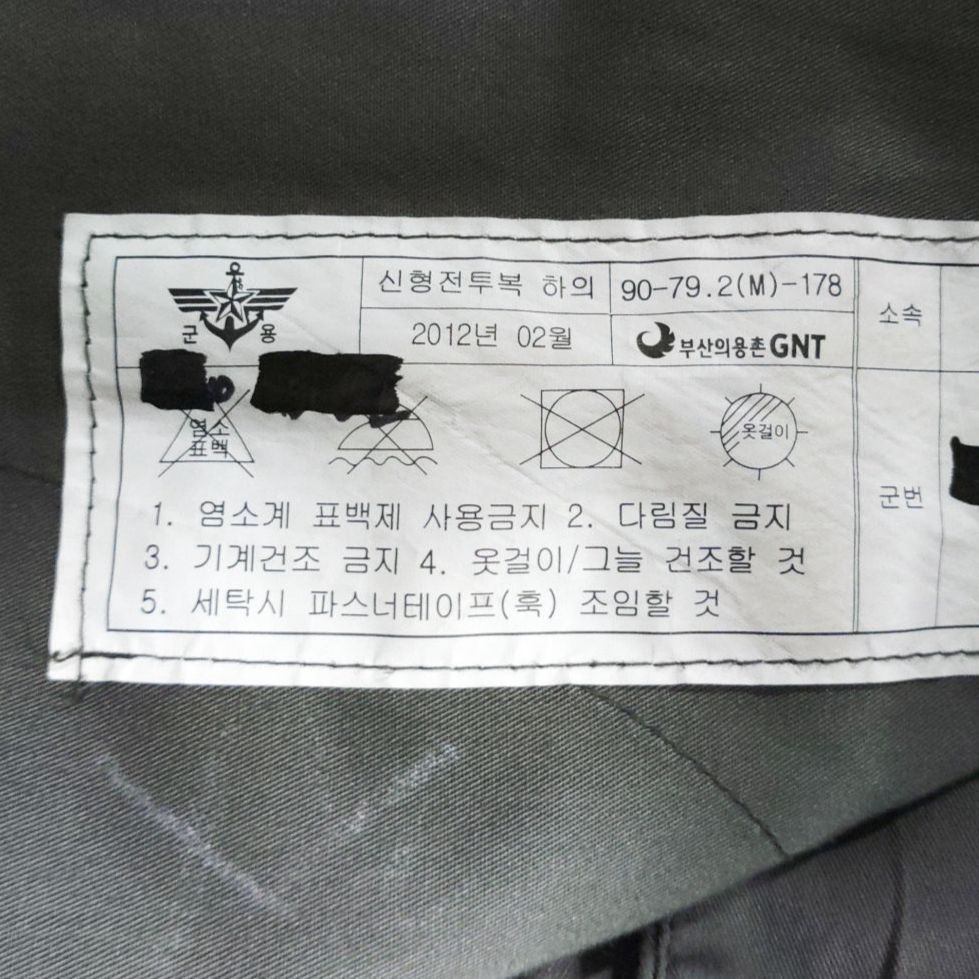 신형전투복 하의
90-79.2(M)-178
소속
군 용
2012년 02월
부산의용촌 GNT
염소
표백
옷걸이
군번
1. 염소계 표백제 사용금지 2. 다림질 금지
3. 기계건조 금지 4. 옷걸이/그늘 건조할 것
5. 세탁시 파스너테이프(훅) 조임할 것